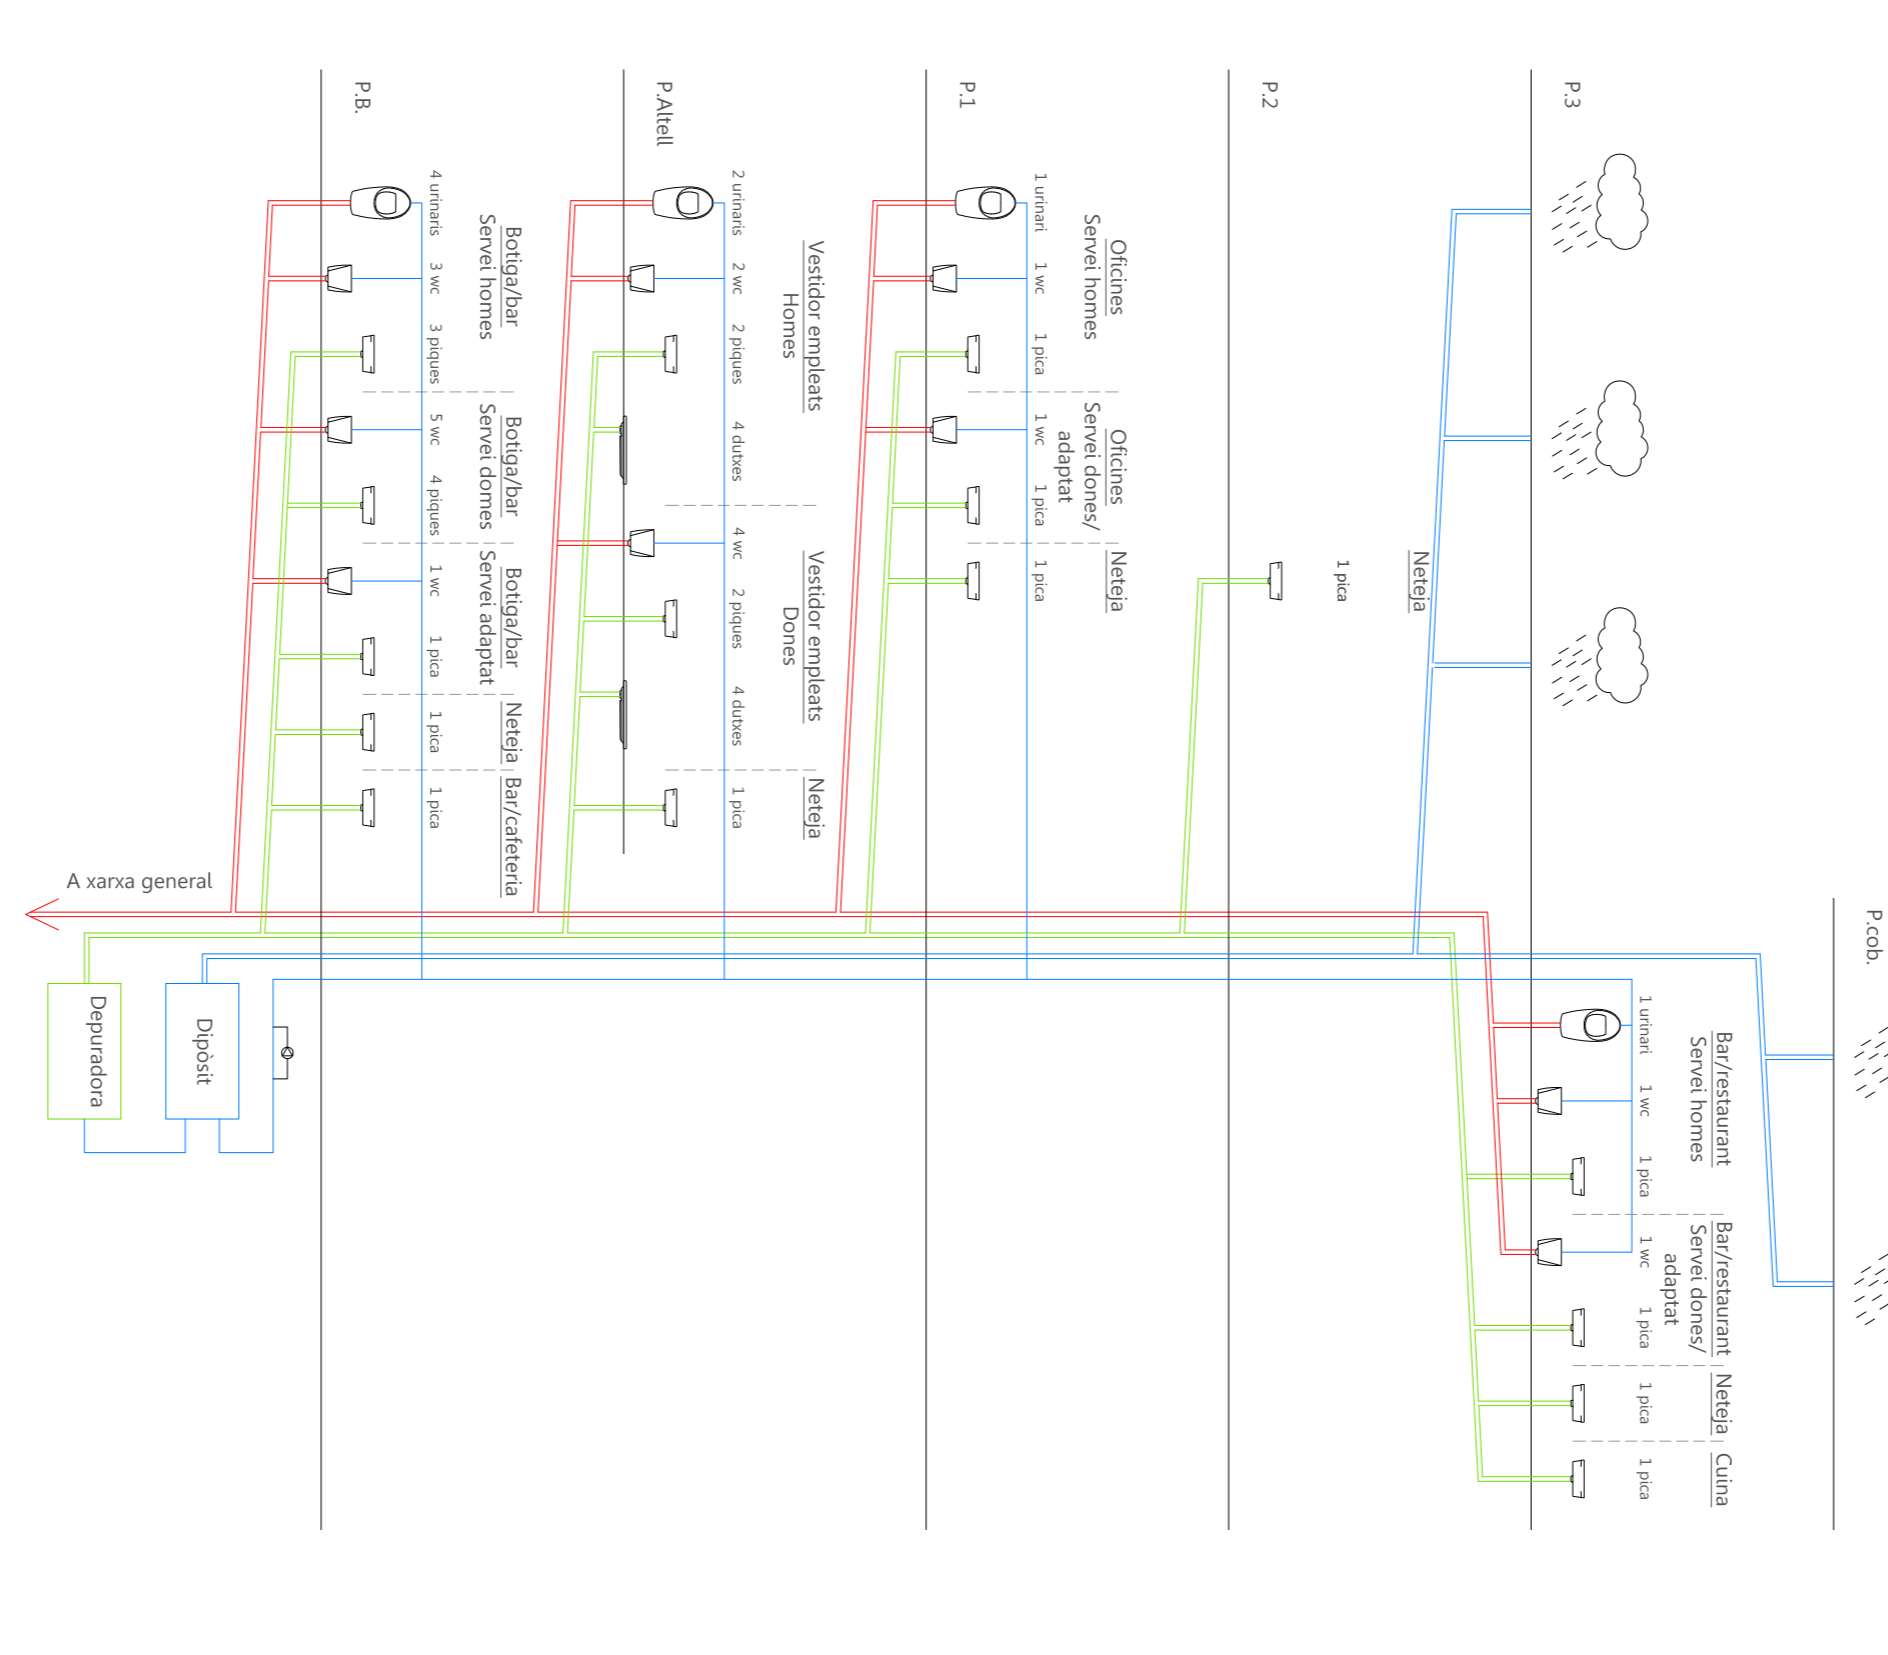 P.cob.
P.3
Bar/restaurant
Servei homes
Bar/restaurant
Servei dones/
adaptat
Neteja
Cuina
1 urinari
1 wc
1 pica
1 wc
1 pica
1 pica
1 pica
P.2
Neteja
1 pica
P.1
Oficines
Servei homes
Oficines
Servei dones/
adaptat
Neteja
1 urinari
1 wc
1 pica
1 wc
1 pica
1 pica
P.Altell
Vestidor empleats
Homes
Vestidor empleats
Dones
Neteja
2 urinaris
2 wc
2 piques
4 dutxes
4 wc
2 piques
4 dutxes
1 pica
P.B.
Botiga/bar
Servei homes
Botiga/bar
Servei domes
Botiga/bar
Servei adaptat
Neteja
Bar/cafeteria
4 urinaris
3 wc
3 piques
5 wc
4 piques
1 wc
1 pica
1 pica
1 pica
A xarxa general
Dipòsit
Depuradora